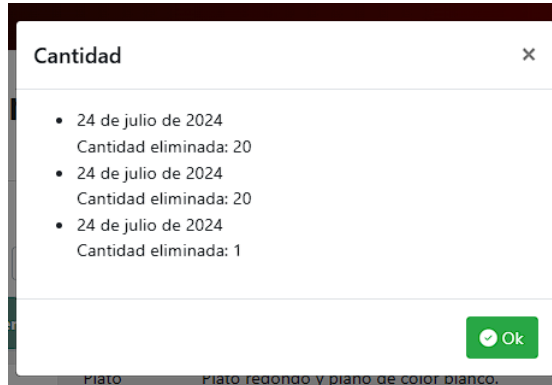 Cantidad
×
• 24 de julio de 2024
Cantidad eliminada: 20
• 24 de julio de 2024
Cantidad eliminada: 20
• 24 de julio de 2024
Cantidad eliminada: 1
Ok
Plato Plato redondo y plano de color blanco.